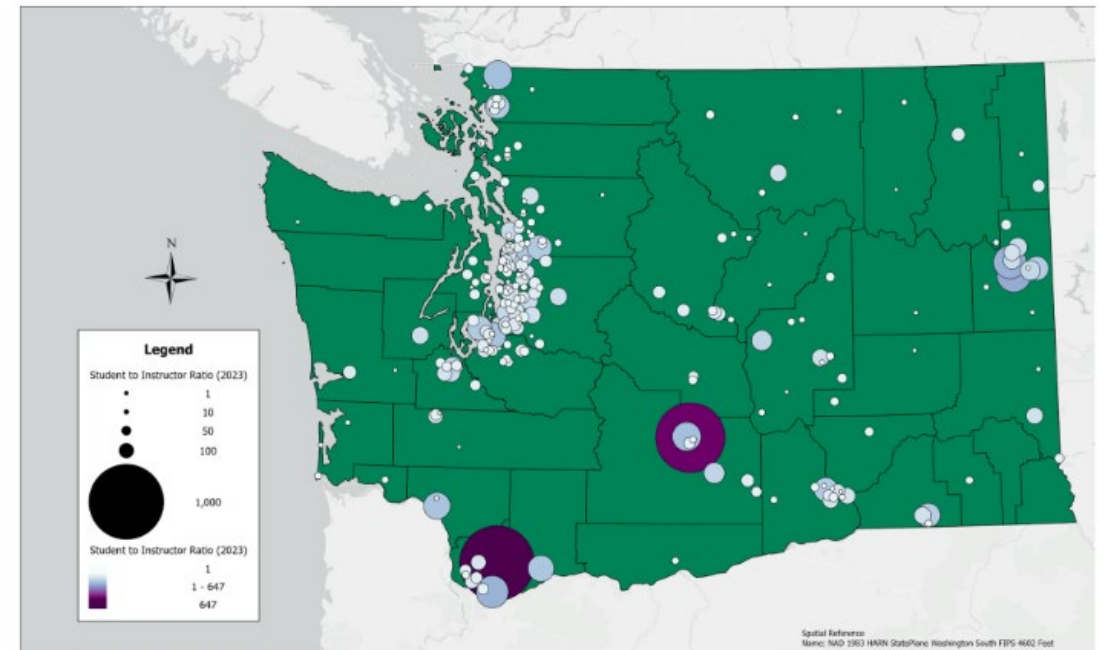 N
Legend
Student to Instructor Ratio (2023)
1
10
50
100
1,000
Student to Instructor Ratio (2023)
1
1 - 647
647
Spatial Reference
Name: NAD 1983 HARN StatePlane Washington South FIPS 4602 Feet